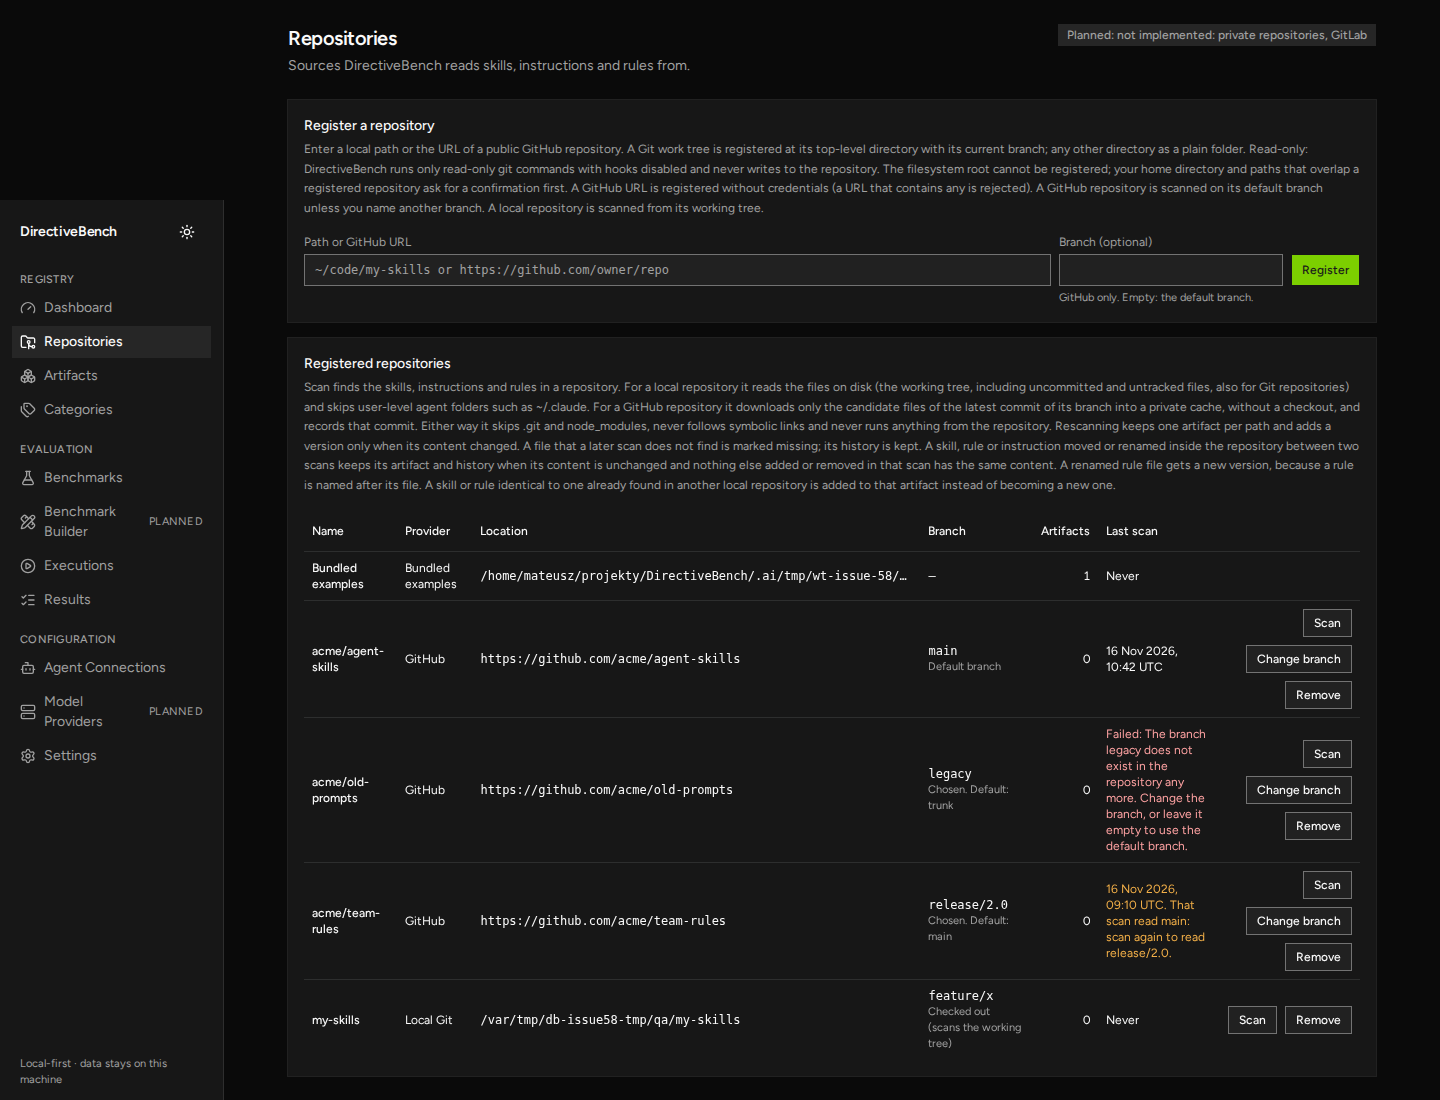 Repositories
Planned: not implemented: private repositories, GitLab
Sources DirectiveBench reads skills, instructions and rules from.
Register a repository
Enter a local path or the URL of a public GitHub repository. A Git work tree is registered at its top-level directory with its current branch; any other directory as a plain folder. Read-only:
DirectiveBench runs only read-only git commands with hooks disabled and never writes to the repository. The filesystem root cannot be registered; your home directory and paths that overlap a
registered repository ask for a confirmation first. A GitHub URL is registered without credentials (a URL that contains any is rejected). A GitHub repository is scanned on its default branch
unless you name another branch. A local repository is scanned from its working tree.
Path or GitHub URL
Branch (optional)
~/code/my-skills or https://github.com/owner/repo
Register
GitHub only. Empty: the default branch.
DirectiveBench
REGISTRY
Dashboard
Repositories
Artifacts
Categories
EVALUATION
Benchmarks
Benchmark
Builder
PLANNED
Executions
Results
CONFIGURATION
Agent Connections
Model
Providers
PLANNED
Settings
Local-first · data stays on this
machine
Registered repositories
Scan finds the skills, instructions and rules in a repository. For a local repository it reads the files on disk (the working tree, including uncommitted and untracked files, also for Git repositories)
and skips user-level agent folders such as ~/.claude. For a GitHub repository it downloads only the candidate files of the latest commit of its branch into a private cache, without a checkout, and
records that commit. Either way it skips .git and node_modules, never follows symbolic links and never runs anything from the repository. Rescanning keeps one artifact per path and adds a
version only when its content changed. A file that a later scan does not find is marked missing; its history is kept. A skill, rule or instruction moved or renamed inside the repository between two
scans keeps its artifact and history when its content is unchanged and nothing else added or removed in that scan has the same content. A renamed rule file gets a new version, because a rule
is named after its file. A skill or rule identical to one already found in another local repository is added to that artifact instead of becoming a new one.
Name
Provider
Location
Branch
Artifacts
Last scan
Bundled
examples
Bundled
examples
/home/mateusz/projekty/DirectiveBench/.ai/tmp/wt-issue-58/…
—
1
Never
acme/agent-
skills
GitHub
https://github.com/acme/agent-skills
main
Default branch
0
16 Nov 2026,
10:42 UTC
Scan
Change branch
Remove
acme/old-
prompts
GitHub
https://github.com/acme/old-prompts
legacy
Chosen. Default:
trunk
0
Failed: The branch
legacy does not
exist in the
repository any
more. Change the
branch, or leave it
empty to use the
default branch.
Scan
Change branch
Remove
acme/team-
rules
GitHub
https://github.com/acme/team-rules
release/2.0
Chosen. Default:
main
0
16 Nov 2026,
09:10 UTC. That
scan read main:
scan again to read
release/2.0.
Scan
Change branch
Remove
my-skills
Local Git
/var/tmp/db-issue58-tmp/qa/my-skills
feature/x
Checked out
(scans the working
tree)
0
Never
Scan
Remove